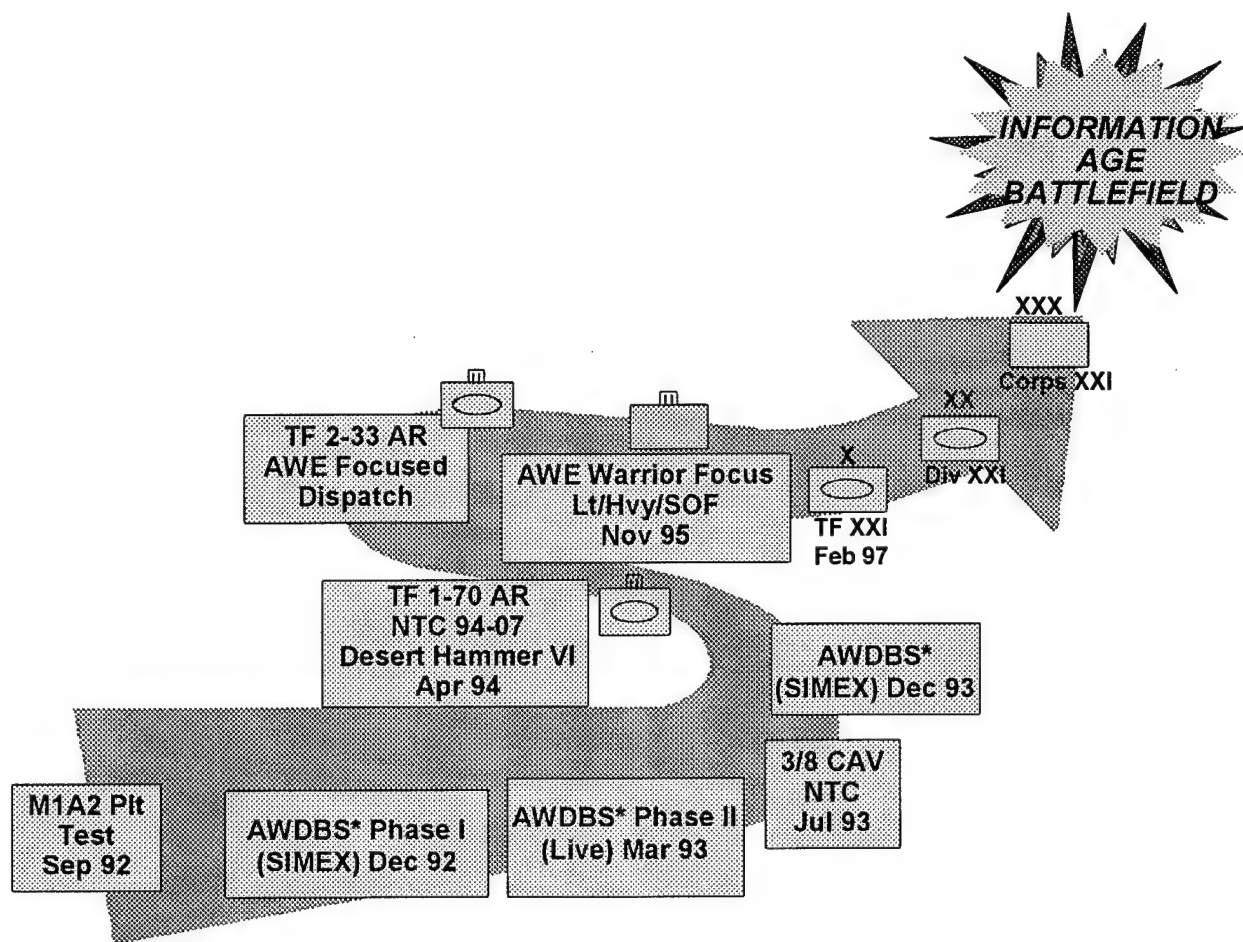 INFORMATION
AGE
BATTLEFIELD
XXX
Corps XXI
XX
Div XXI
X
TF XXI
Feb 97
TF 2-33 AR
AWE Focused
Dispatch
AWE Warrior Focus
Lt/Hvy/SOF
Nov 95
TF 1-70 AR
NTC 94-07
Desert Hammer VI
Apr 94
AWDBS*
(SIMEX) Dec 93
3/8 CAV
NTC
Jul 93
M1A2 Plt
Test
Sep 92
AWDBS* Phase I
(SIMEX) Dec 92
AWDBS* Phase II
(Live) Mar 93